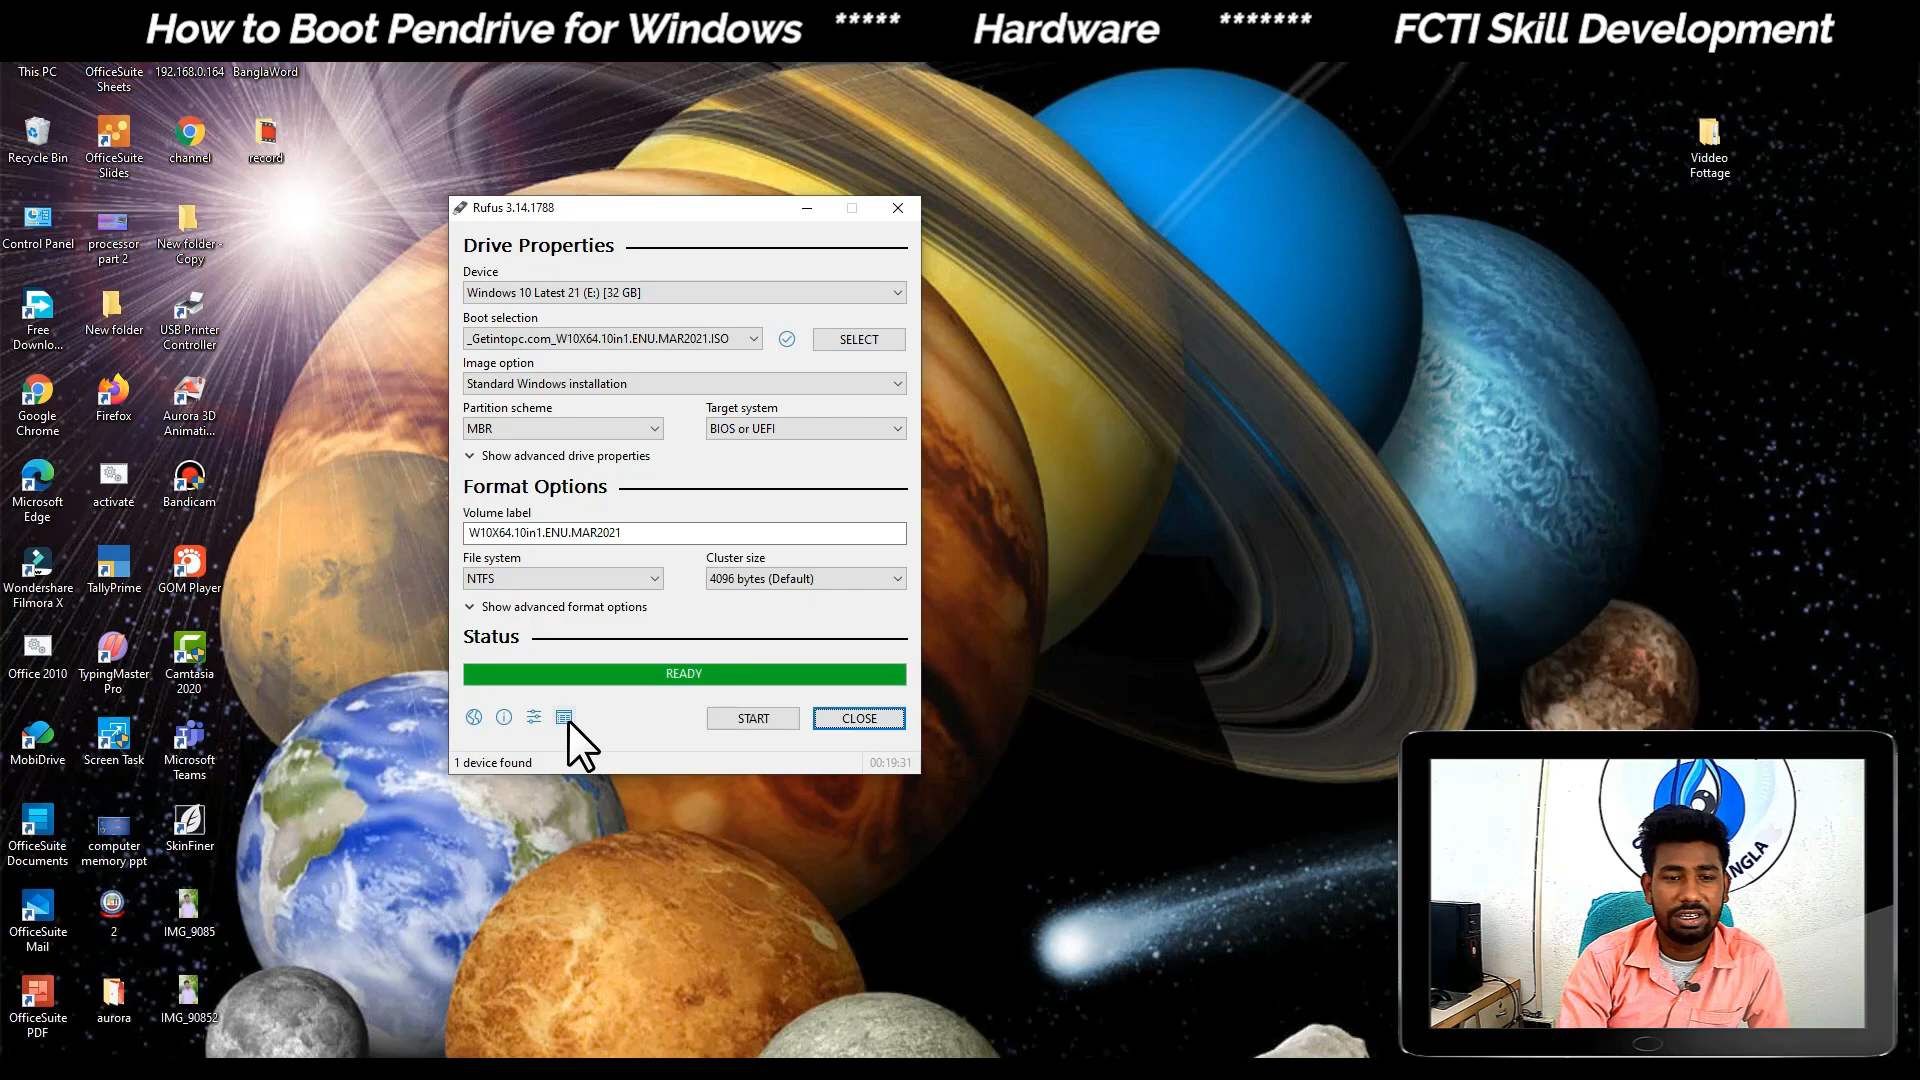 How to Boot Pendrive for Windows ***** Hardware ******* FCTI Skill Development
This PC
OfficeSuite
Sheets
192.168.0.164
BanglaWord
Recycle Bin
OfficeSuite
Slides
channel
record
Viddeo
Fottage
Control Panel
processor
part 2
New folder -
Copy
Free
Downlo...
New folder
USB Printer
Controller
Google
Chrome
Firefox
Aurora 3D
Animati...
Microsoft
Edge
activate
Bandicam
Wondershare
Filmora X
TallyPrime
GOM Player
Office 2010
TypingMaster
Pro
Camtasia
2020
MobiDrive
Screen Task
Microsoft
Teams
OfficeSuite
Documents
computer
memory ppt
SkinFiner
OfficeSuite
Mail
2
IMG_9085
OfficeSuite
PDF
aurora
IMG_90852
Rufus 3.14.1788
Drive Properties
Device
Windows 10 Latest 21 (E:) [32 GB]
Boot selection
_Getintopc.com_W10X64.10in1.ENU.MAR2021.ISO
SELECT
Image option
Standard Windows installation
Partition scheme
Target system
MBR
BIOS or UEFI
Show advanced drive properties
Format Options
Volume label
W10X64.10in1.ENU.MAR2021
File system
Cluster size
NTFS
4096 bytes (Default)
Show advanced format options
Status
READY
START
CLOSE
1 device found
00:19:31
NGLA